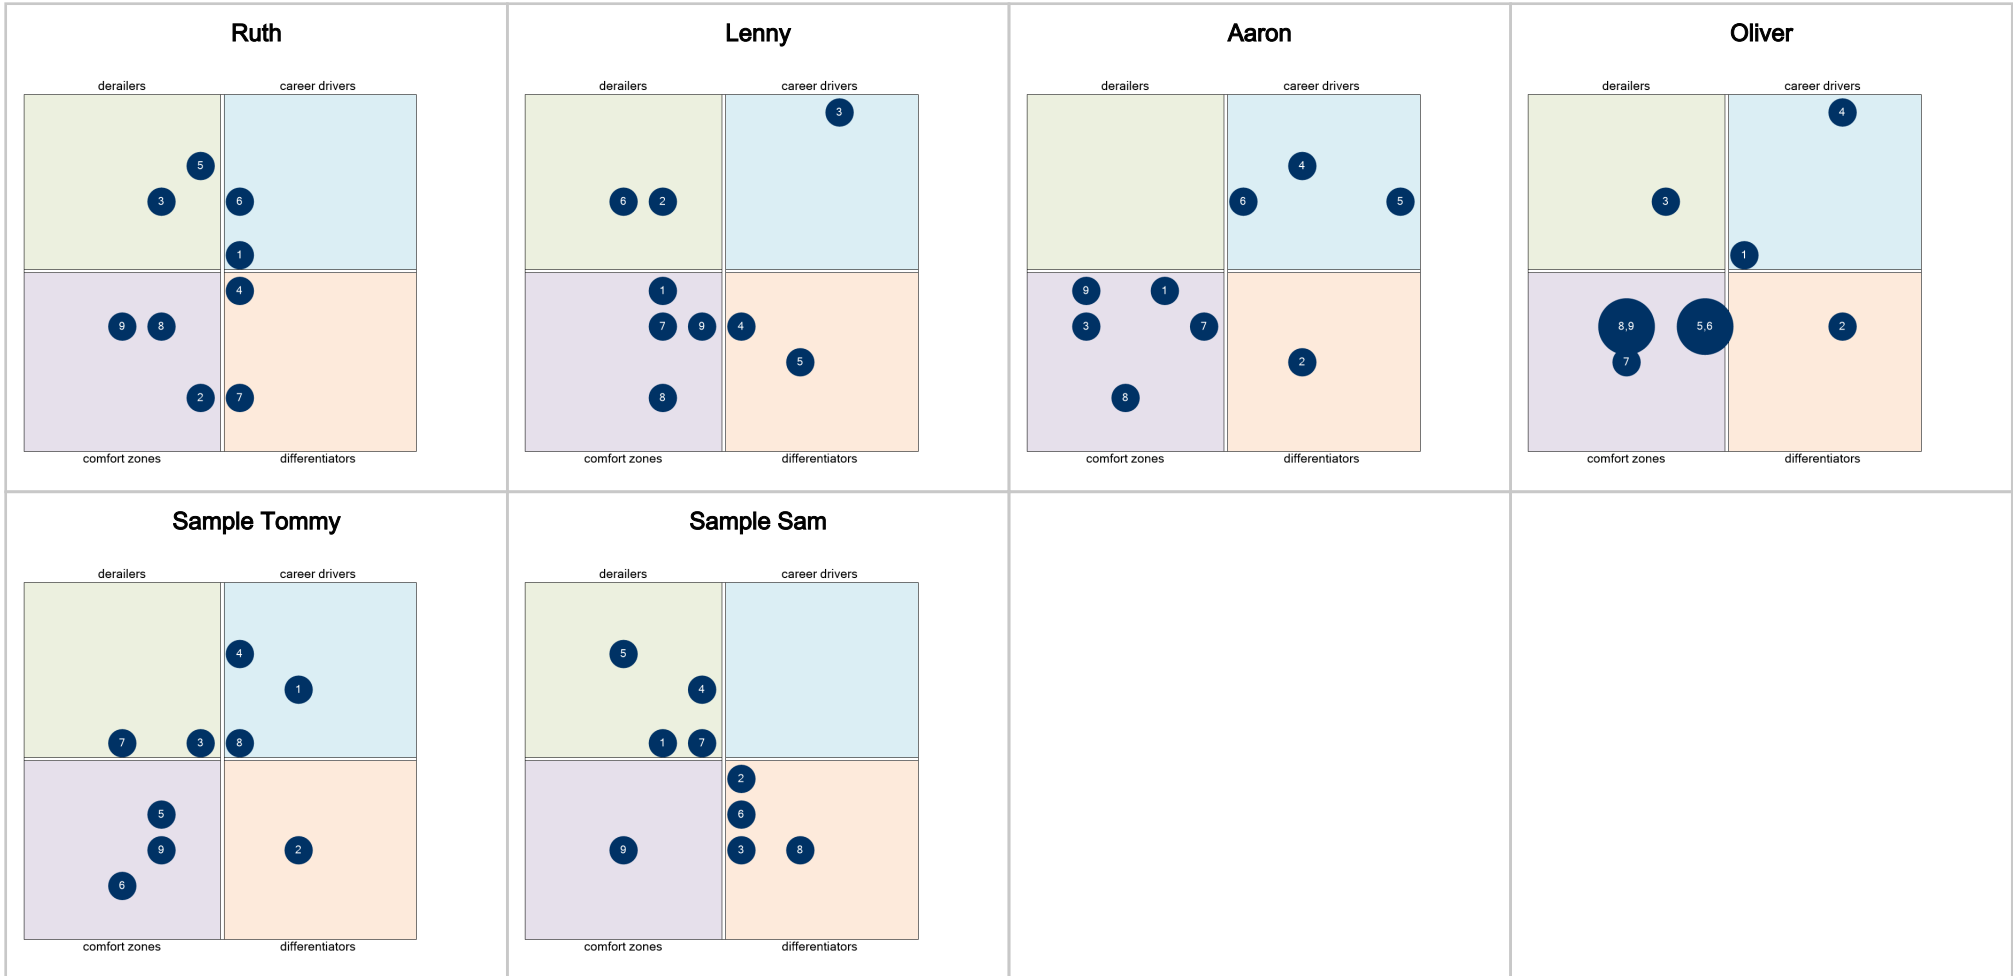 Ruth
derailers career drivers
5
3 6
1
4
9 8
2 7
comfort zones differentiators
Lenny
derailers career drivers
3
6 2
1
7 9 4
5
8
comfort zones differentiators
Aaron
derailers career drivers
4
6 5
9 1
3 7
2
8
comfort zones differentiators
Oliver
derailers career drivers
4
3
1
8,9 5,6 2
7
comfort zones differentiators
Sample Tommy
derailers career drivers
4
1
7 3 8
5
9 2
6
comfort zones differentiators
Sample Sam
derailers career drivers
5
4
1 7
2
6
9 3 8
comfort zones differentiators